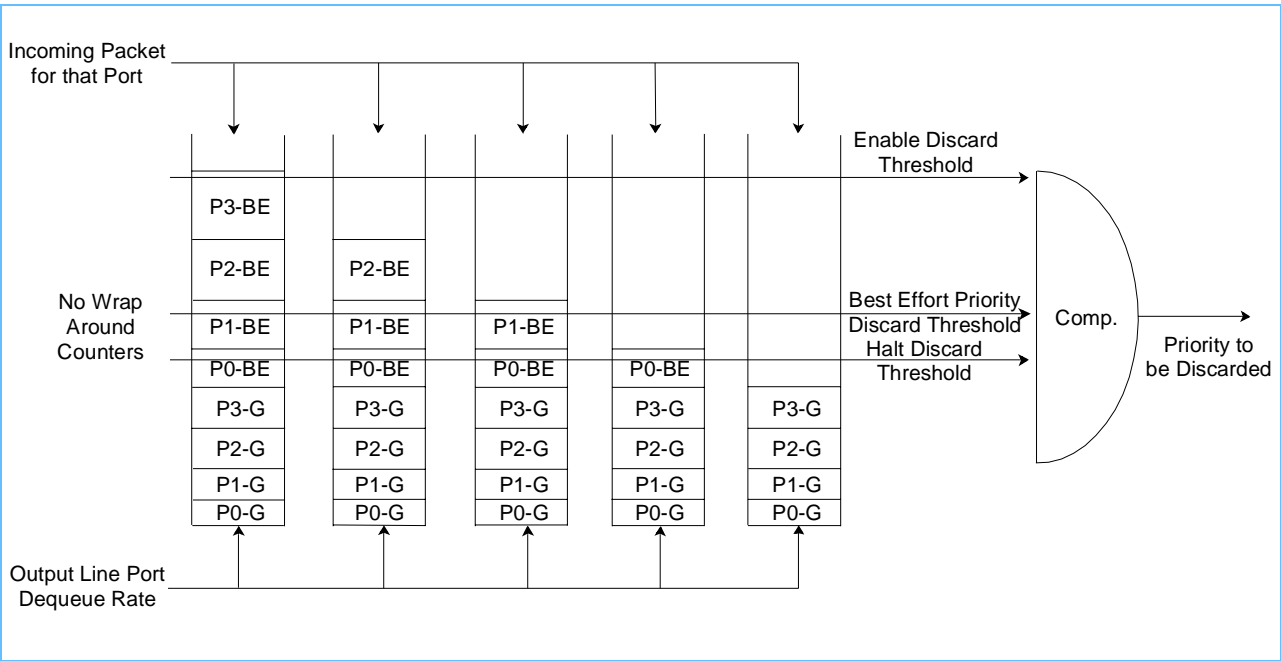 Incoming Packet
for that Port
Enable Discard
Threshold
P3-BE
P2-BE
P2-BE
No Wrap
Around
Counters
P1-BE
P1-BE
P1-BE
Best Effort Priority
Discard Threshold
Halt Discard
Threshold
Comp.
Priority to
be Discarded
P0-BE
P0-BE
P0-BE
P0-BE
P3-G
P3-G
P3-G
P3-G
P3-G
P2-G
P2-G
P2-G
P2-G
P2-G
P1-G
P1-G
P1-G
P1-G
P1-G
P0-G
P0-G
P0-G
P0-G
P0-G
Output Line Port
Dequeue Rate